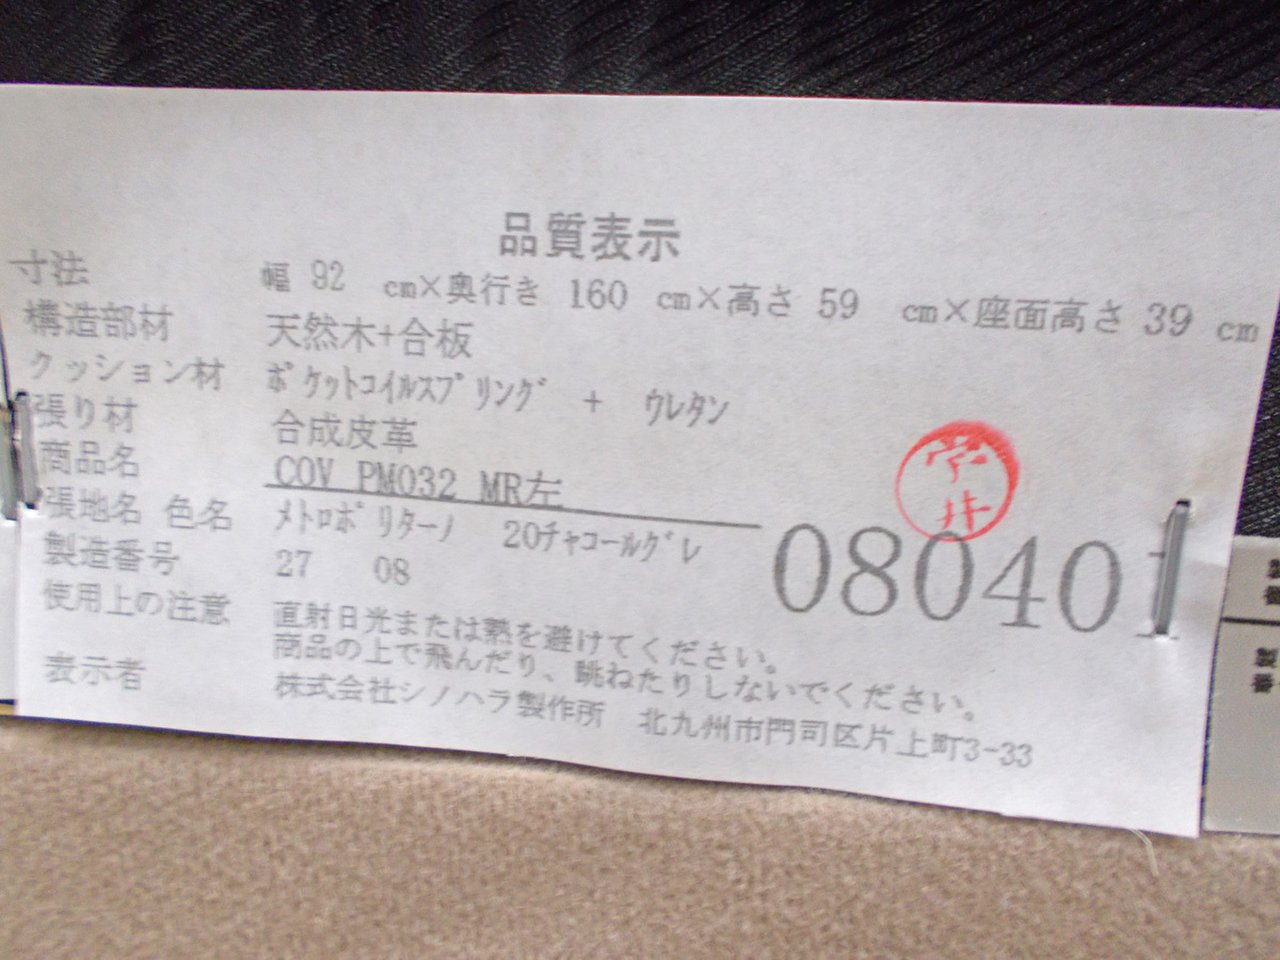 品質表示
寸法 幅 92 cm×奥行き 160 cm×高さ 59 cm×座面高さ 39 cm
構造部材 天然木+合板
クッション材 ﾎﾟｹｯﾄｺｲﾙｽﾌﾟﾘﾝｸﾞ + ｳﾚﾀﾝ
張り材 合成皮革
商品名 COV PM032 MR左
張地名 色名 ﾒﾄﾛﾎﾟﾘﾀｰﾉ 20ﾁｬｺｰﾙｸﾞﾚ
製造番号 27 08
080401
使用上の注意 直射日光または熱を避けてください。
商品の上で飛んだり、眺ねたりしないでください。
表示者 株式会社シノハラ製作所 北九州市門司区片上町3-33